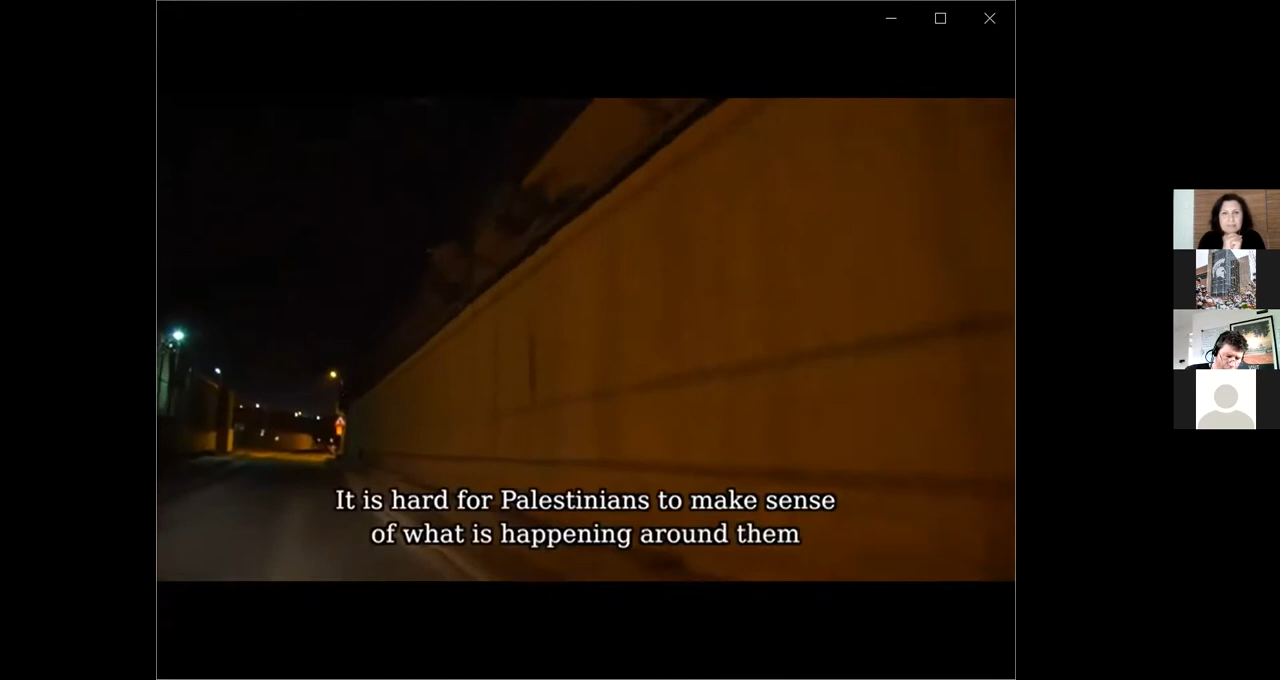 It is hard for Palestinians to make sense
of what is happening around them